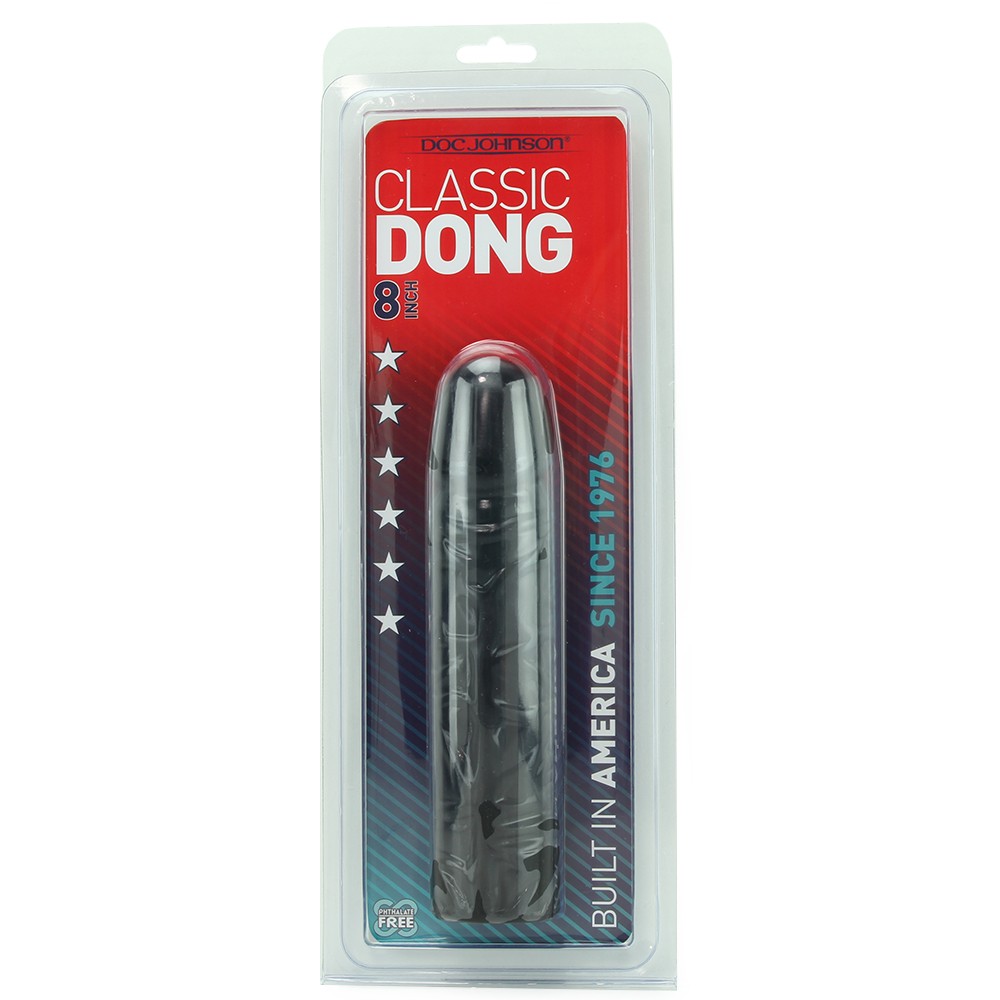 DOC JOHNSON®
CLASSIC
DONG
8 INCH
BUILT IN AMERICA SINCE 1976
PHTHALATE
FREE